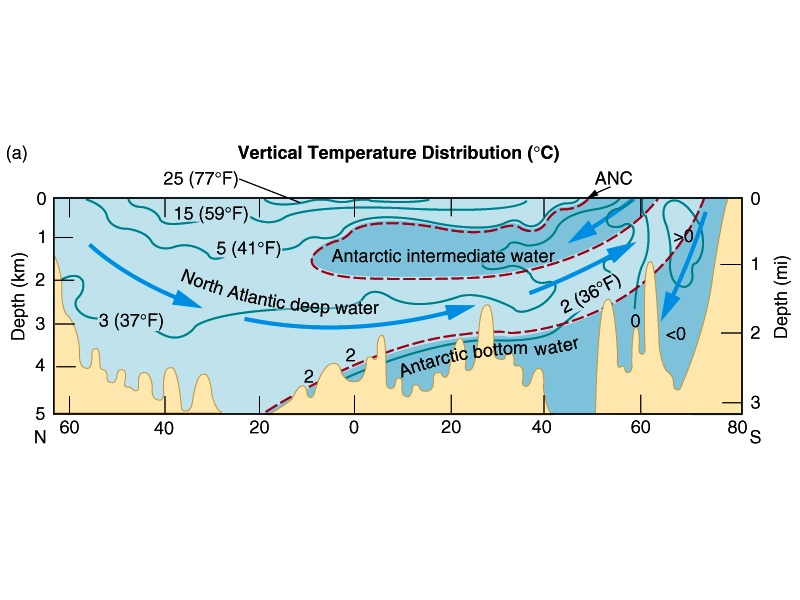 (a)
Vertical Temperature Distribution (°C)
25 (77°F)
ANC
0
0
15 (59°F)
1
5 (41°F)
>0
Antarctic intermediate water
1
2
North Atlantic deep water
2 (36°F)
Depth (km)
Depth (mi)
3
3 (37°F)
0
<0
2
2
4
Antarctic bottom water
2
3
5
N
60
40
20
0
20
40
60
80
S